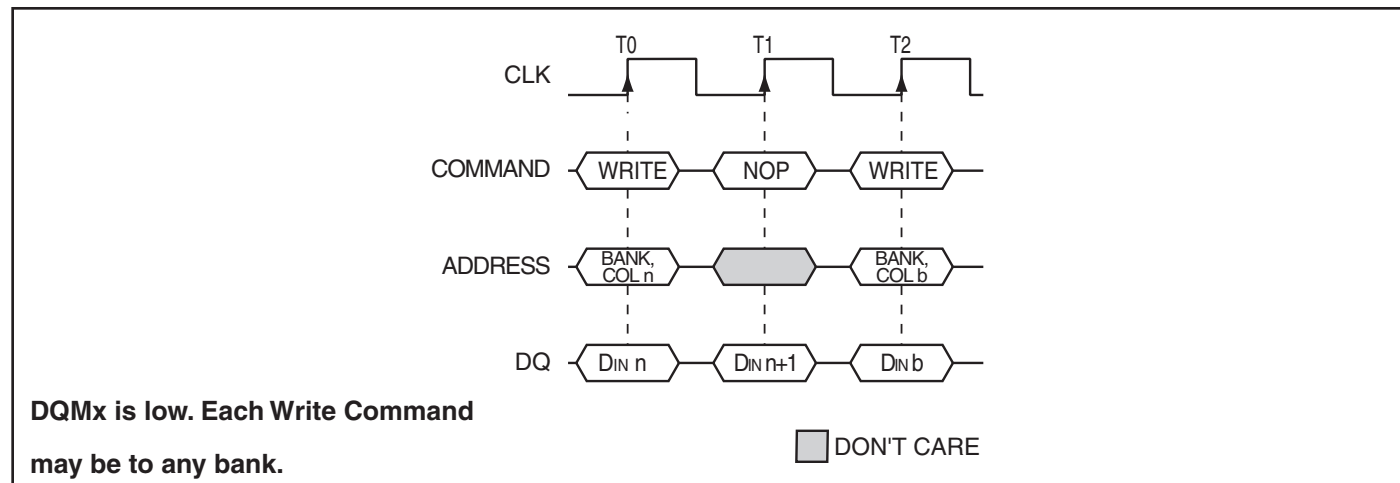 T0 T1 T2
CLK
COMMAND WRITE NOP WRITE
ADDRESS BANK, COL n BANK, COL b
DQ DIN n DIN n+1 DIN b
DQMx is low. Each Write Command
may be to any bank.
DON'T CARE